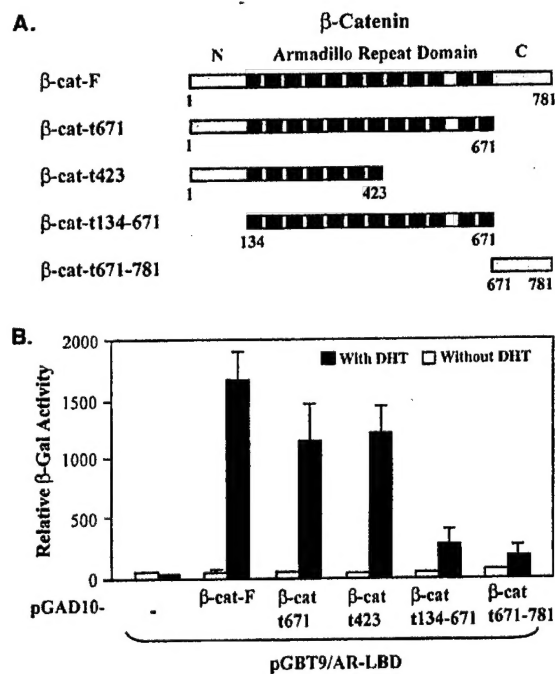 A.
β-Catenin
N Armadillo Repeat Domain C
β-cat-F
1 781
β-cat-t671
1 671
β-cat-t423
1 423
β-cat-t134-671
134 671
β-cat-t671-781
671 781
B.
2000
1500
1000
500
0
Relative β-Gal Activity
With DHT Without DHT
pGAD10- - β-cat-F β-cat t671 β-cat t423 β-cat t134-671 β-cat t671-781
pGBT9/AR-LBD